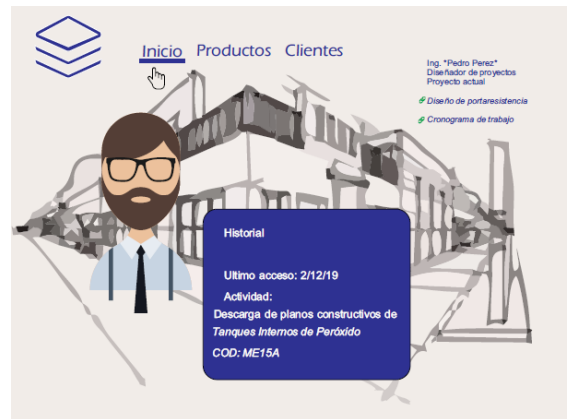 Inicio Productos Clientes
Ing. "Pedro Perez"
Diseñador de proyectos
Proyecto actual
Diseño de portaresistencia
Cronograma de trabajo
Historial
Ultimo acceso: 2/12/19
Actividad:
Descarga de planos constructivos de
Tanques Internos de Peróxido
COD: ME15A